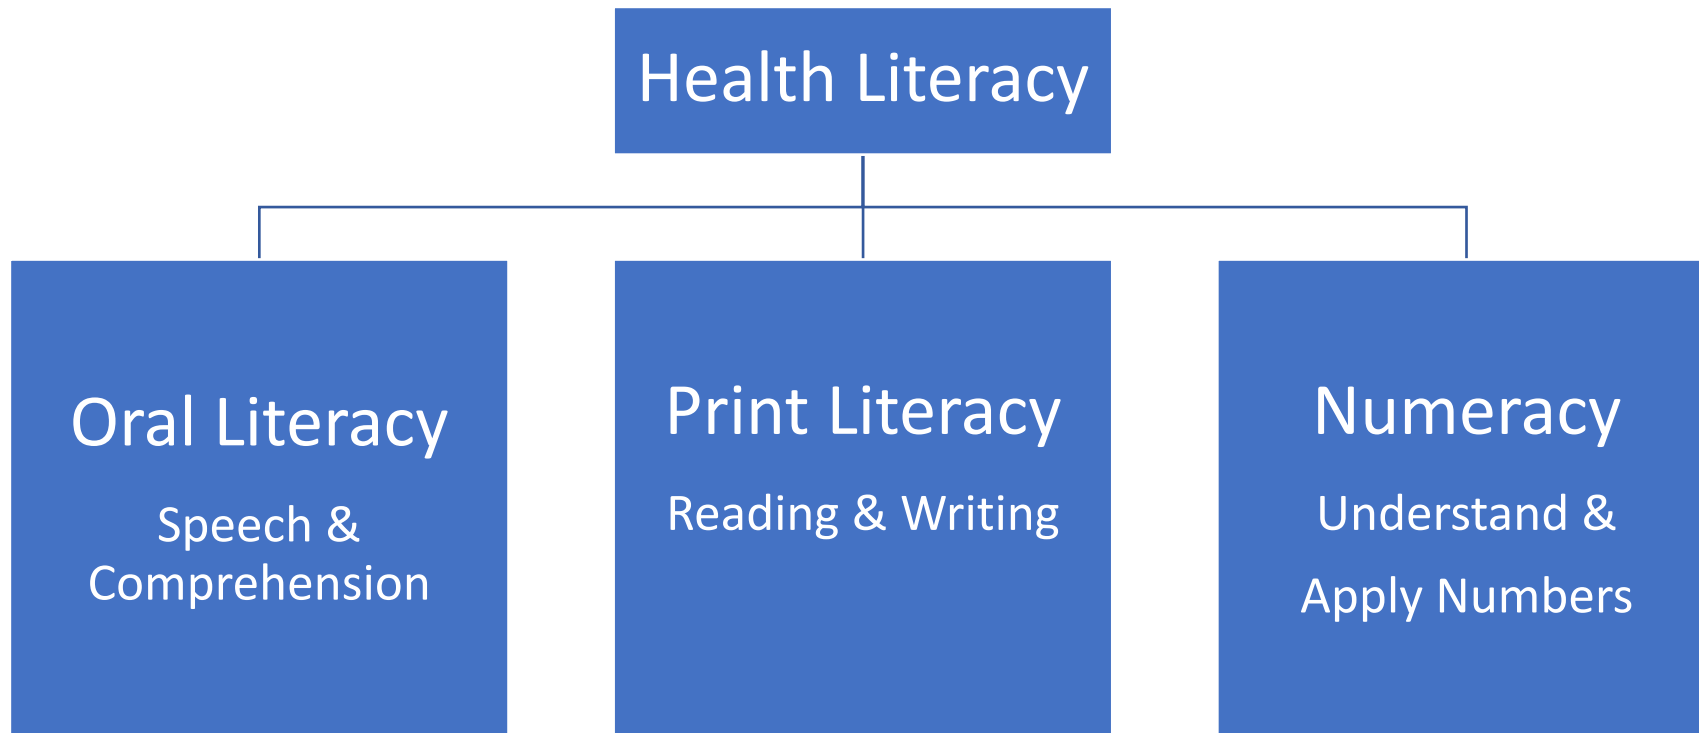 Health Literacy
Oral Literacy
Speech &
Comprehension
Print Literacy
Reading & Writing
Numeracy
Understand &
Apply Numbers